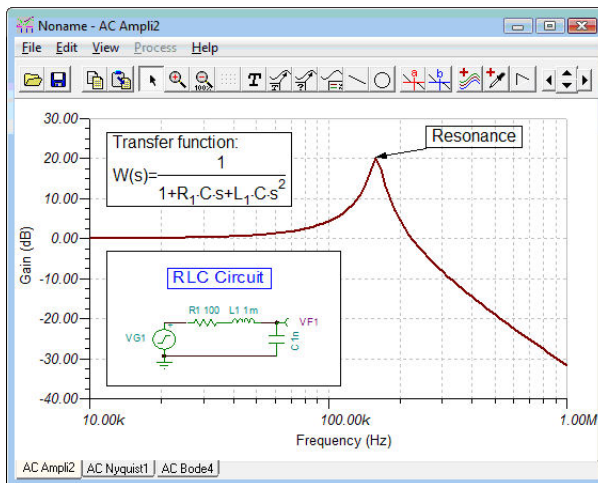 Noname - AC Ampli2
File Edit View Process Help
T
100%
a b
30.00
20.00
10.00
0.00
-10.00
-20.00
-30.00
-40.00
Gain (dB)
Transfer function:
W(s)=1/1+R1·C·s+L1·C·s²
Resonance
RLC Circuit
R1 100 L1 1m
VF1
VG1
+
C 1n
10.00k 100.00k 1.00M
Frequency (Hz)
AC Ampli2 AC Nyquist1 AC Bode4